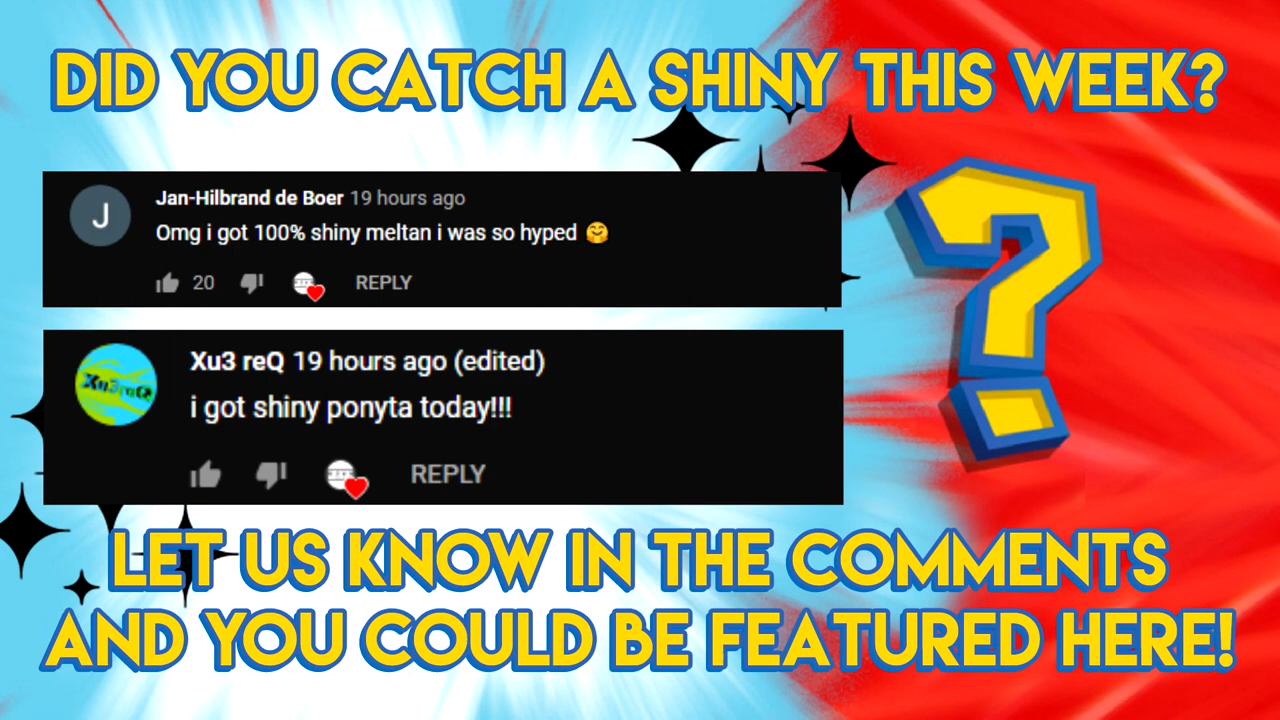 DID YOU CATCH A SHINY THIS WEEK?
J
Jan-Hilbrand de Boer 19 hours ago
Omg i got 100% shiny meltan i was so hyped 🤗
20 REPLY
Xu3reQ
Xu3 reQ 19 hours ago (edited)
i got shiny ponyta today!!!
REPLY
?
LET US KNOW IN THE COMMENTS
AND YOU COULD BE FEATURED HERE!